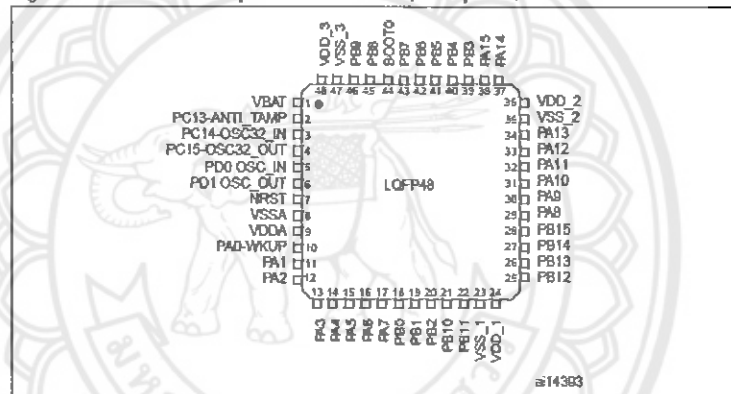 VDD_3
VSS_3
PB9
PB8
BOOT0
PB7
PB6
PB5
PB4
PB3
PA15
PA14
48 47 46 45 44 43 42 41 40 39 38 37
VBAT 1
PC13-ANTI_TAMP 2
PC14-OSC32_IN 3
PC15-OSC32_OUT 4
PD0 OSC_IN 5
PD1 OSC_OUT 6
NRST 7
VSSA 8
VDDA 9
PA0-WKUP 10
PA1 11
PA2 12
LQFP48
VDD_2
35 VSS_2
34 PA13
33 PA12
32 PA11
31 PA10
30 PA9
29 PA8
28 PB15
27 PB14
26 PB13
25 PB12
13 14 15 16 17 18 19 20 21 22 23 24
PA3
PA4
PA5
PA6
PA7
PB0
PB1
PB2
PB10
PB11
VSS_1
VDD_1
ai14393